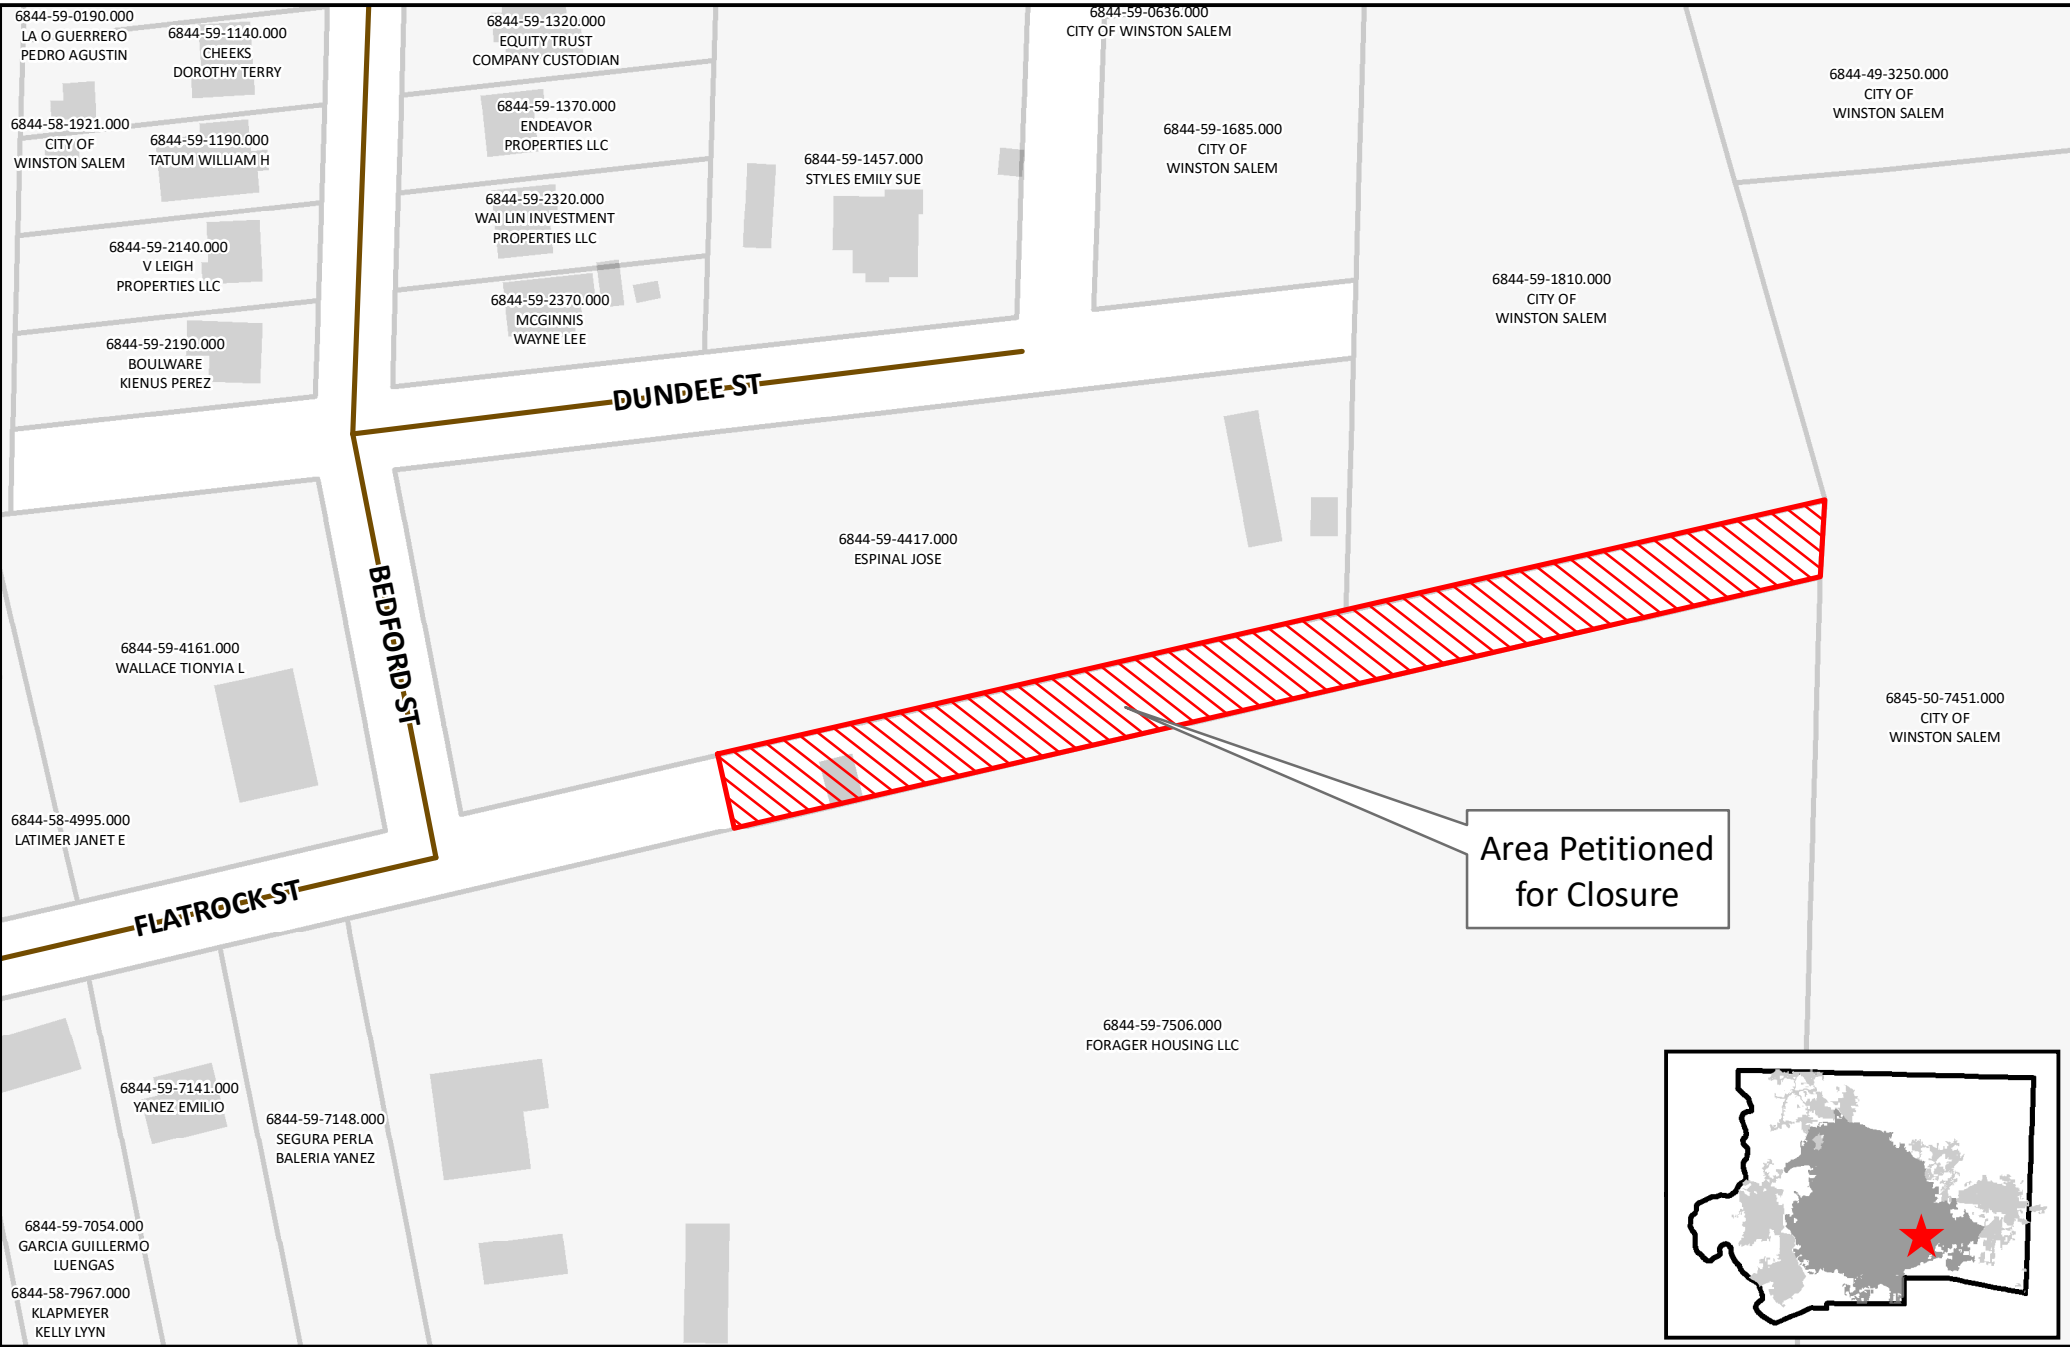 6844-59-0190.000
LA O GUERRERO
PEDRO AGUSTIN
6844-59-1140.000
CHEEKS
DOROTHY TERRY
6844-59-1320.000
EQUITY TRUST
COMPANY CUSTODIAN
6844-59-0636.000
CITY OF WINSTON SALEM
6844-49-3250.000
CITY OF
WINSTON SALEM
6844-58-1921.000
CITY OF
WINSTON SALEM
6844-59-1190.000
TATUM WILLIAM H
6844-59-1370.000
ENDEAVOR
PROPERTIES LLC
6844-59-1457.000
STYLES EMILY SUE
6844-59-1685.000
CITY OF
WINSTON SALEM
6844-59-2140.000
V LEIGH
PROPERTIES LLC
6844-59-2320.000
WAI LIN INVESTMENT
PROPERTIES LLC
6844-59-1810.000
CITY OF
WINSTON SALEM
6844-59-2190.000
BOULWARE
KIENUS PEREZ
6844-59-2370.000
MCGINNIS
WAYNE LEE
DUNDEE ST
6844-59-4417.000
ESPINAL JOSE
BEDFORD ST
6844-59-4161.000
WALLACE TIONYIA L
6845-50-7451.000
CITY OF
WINSTON SALEM
6844-58-4995.000
LATIMER JANET E
Area Petitioned
for Closure
FLATROCK ST
6844-59-7506.000
FORAGER HOUSING LLC
6844-59-7141.000
YANEZ EMILIO
6844-59-7148.000
SEGURA PERLA
BALERIA YANEZ
6844-59-7054.000
GARCIA GUILLERMO
LUENGAS
6844-58-7967.000
KLAPMEYER
KELLY LYYN